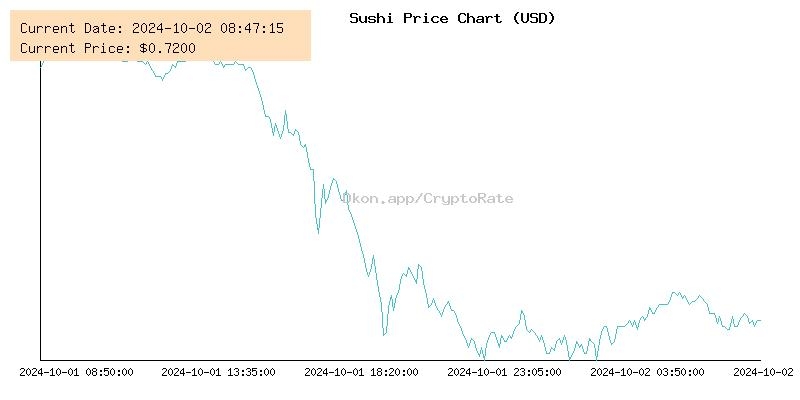 Sushi Price Chart (USD)
Current Date: 2024-10-02 08:47:15
Current Price: $0.7200
0kon.app/CryptoRate
2024-10-01 08:50:00 2024-10-01 13:35:00 2024-10-01 18:20:00 2024-10-01 23:05:00 2024-10-02 03:50:00 2024-10-02